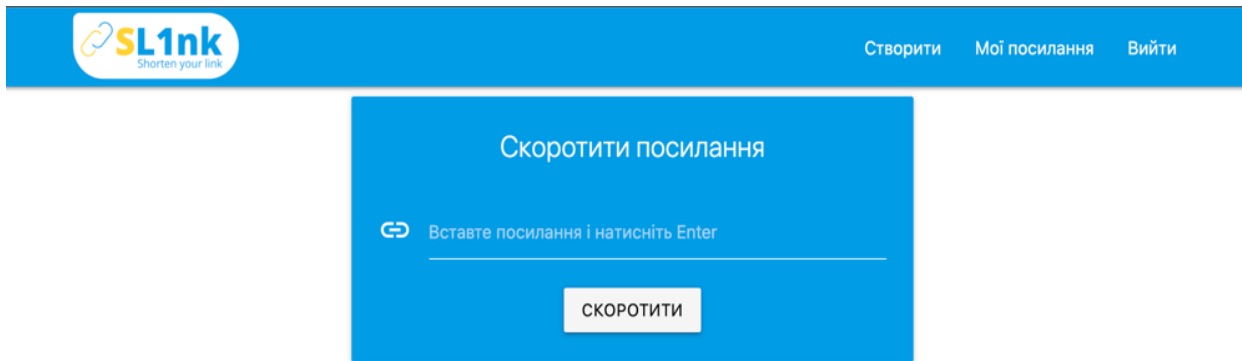 SL1nk
Shorten your link
Створити Мої посилання Вийти
Скоротити посилання
Вставте посилання і натисніть Enter
СКОРОТИТИ